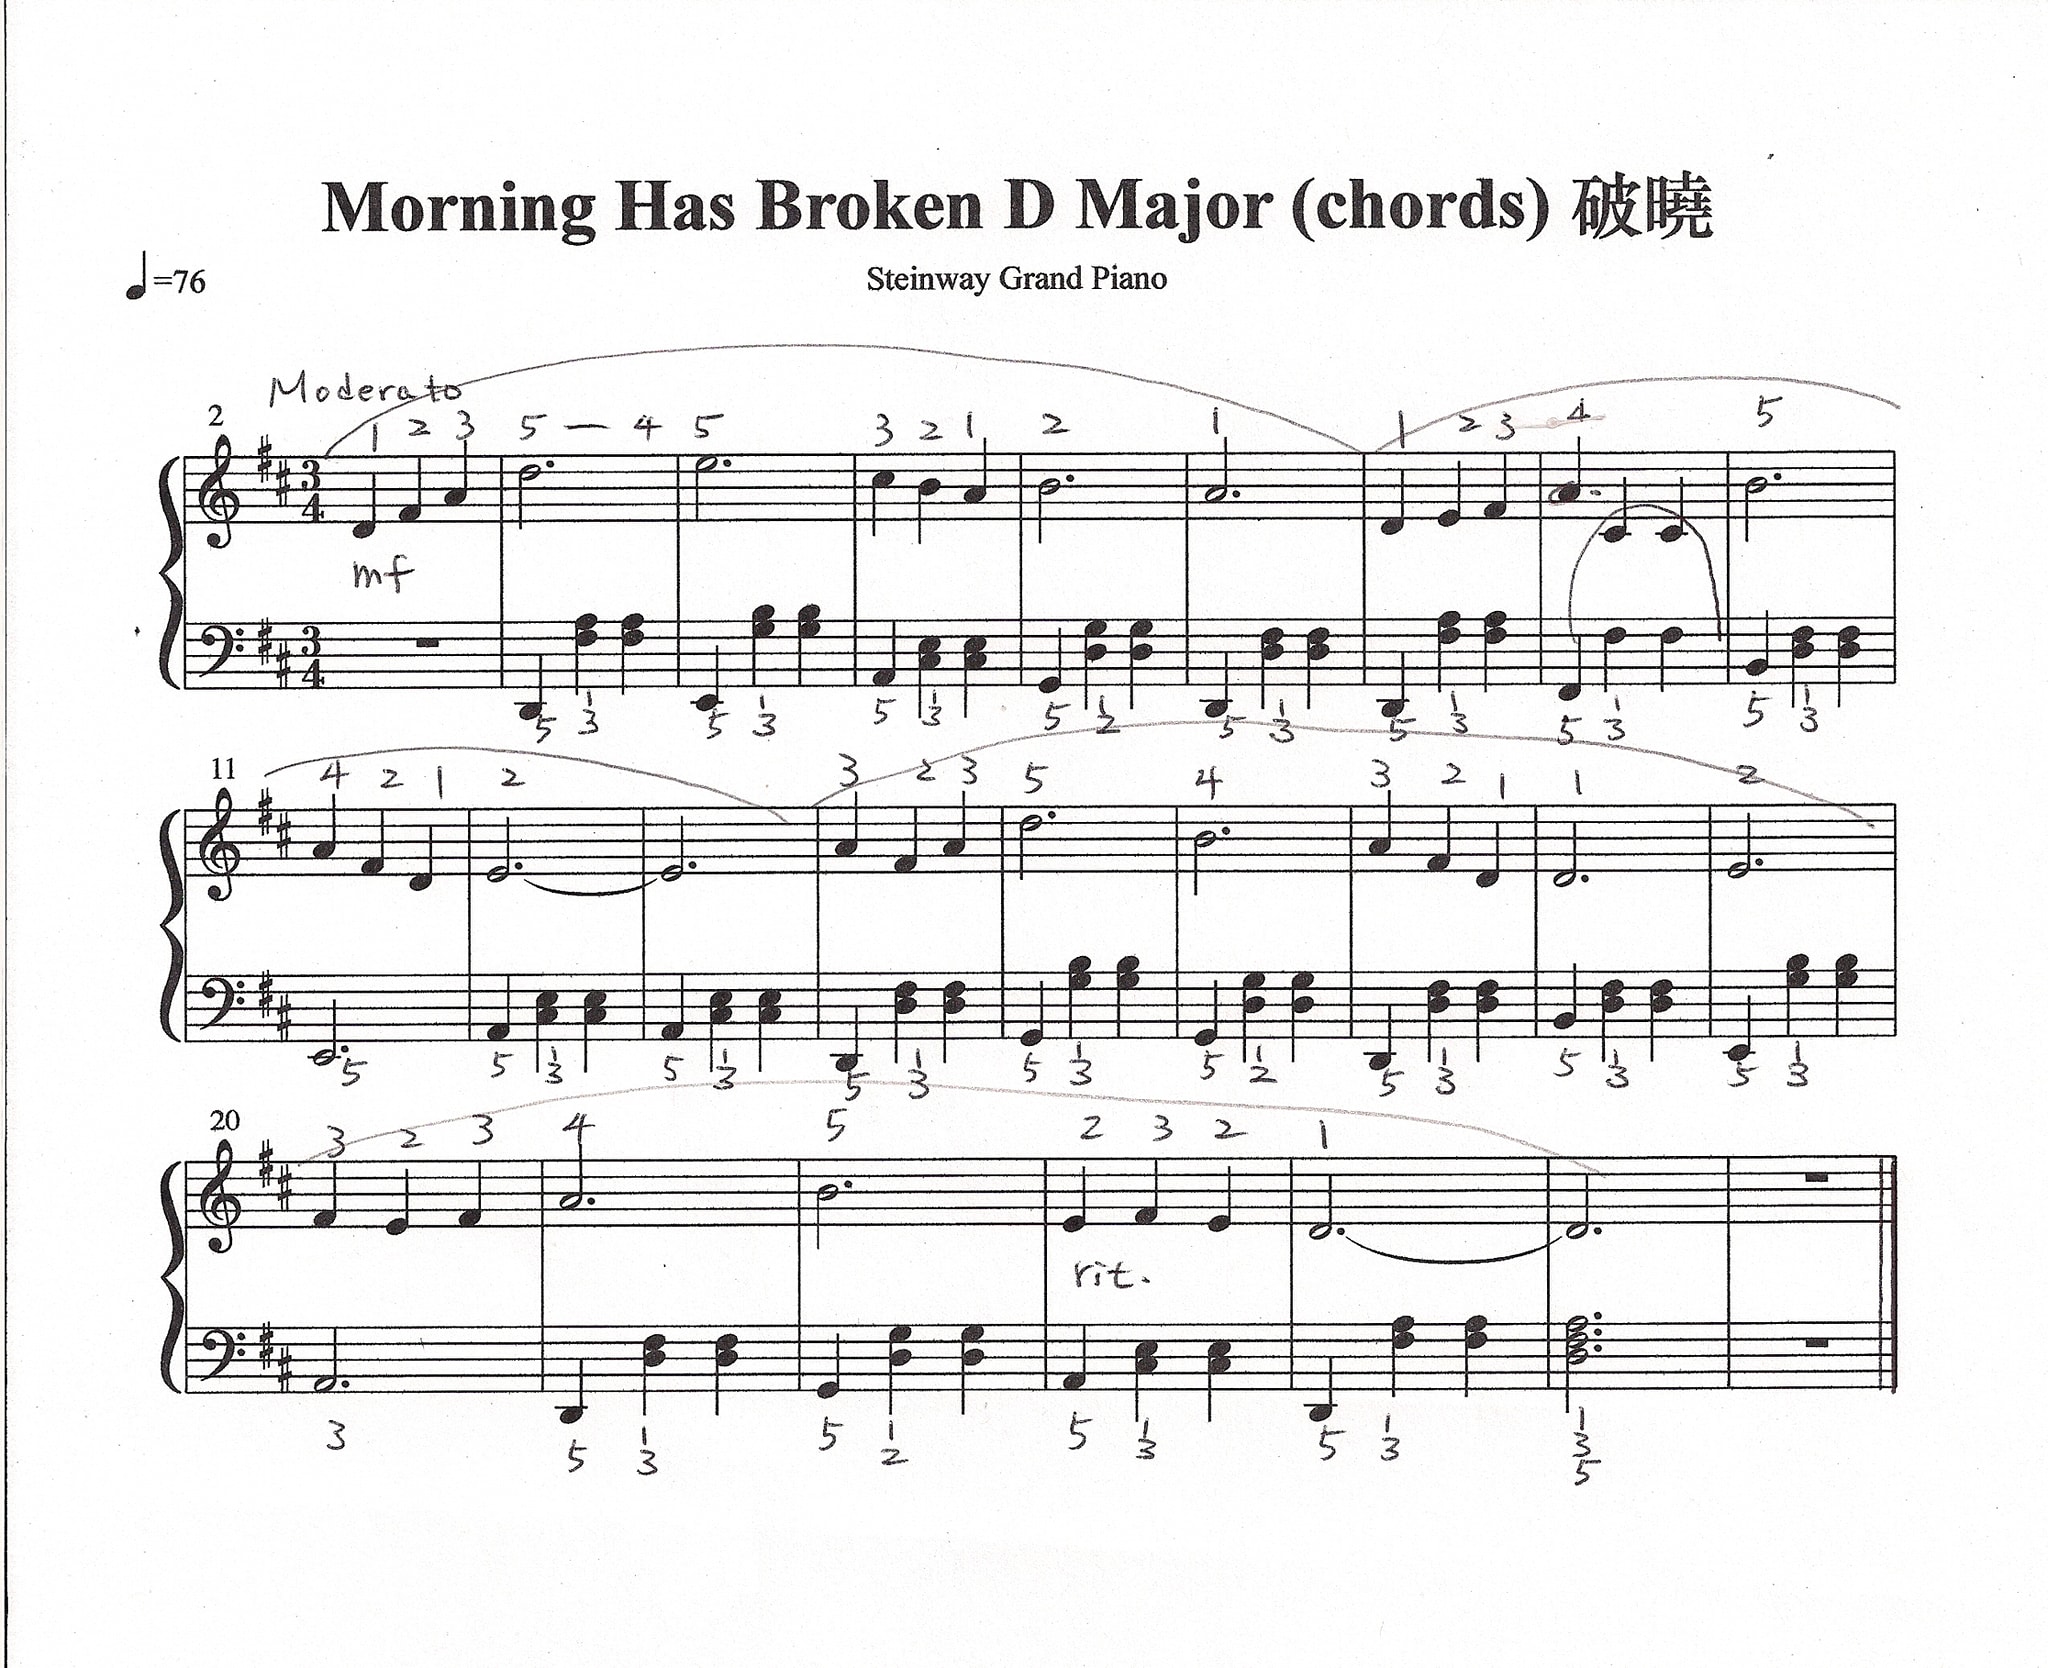 Morning Has Broken D Major (chords) 破曉
♩=76
Steinway Grand Piano
Moderato
2
1 2 3 5 — 4 5 3 2 1 2 1 1 2 3 4 5
3 4
mf
3 4
5 1 3 5 1 3 5 1 3 5 1 2 5 1 3 5 1 3 5 1 3 5 1 3
11
4 2 1 2 3 2 3 5 4 3 2 1 1 2
5 5 1 3 5 1 3 5 1 3 5 1 3 5 1 2 5 1 3 5 1 3 5 1 3
20
3 2 3 4 5 2 3 2 1
rit.
3 5 1 3 5 1 2 5 1 3 5 1 3 1 3 5